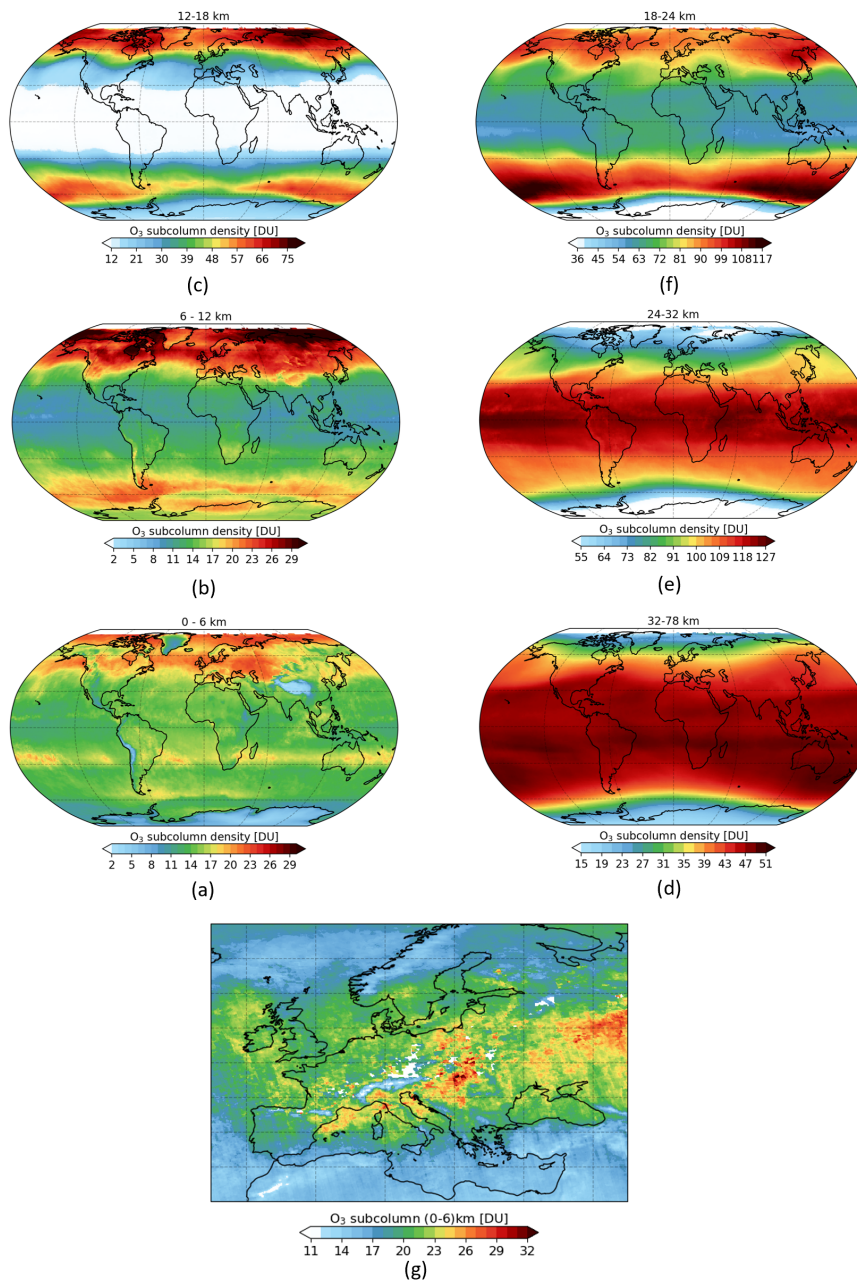 12-18 km
O₃ subcolumn density [DU]
12 21 30 39 48 57 66 75
(c)
18-24 km
O₃ subcolumn density [DU]
36 45 54 63 72 81 90 99 108117
(f)
6 - 12 km
O₃ subcolumn density [DU]
2 5 8 11 14 17 20 23 26 29
(b)
24-32 km
O₃ subcolumn density [DU]
55 64 73 82 91 100 109 118 127
(e)
0 - 6 km
O₃ subcolumn density [DU]
2 5 8 11 14 17 20 23 26 29
(a)
32-78 km
O₃ subcolumn density [DU]
15 19 23 27 31 35 39 43 47 51
(d)
O₃ subcolumn (0-6)km [DU]
11 14 17 20 23 26 29 32
(g)